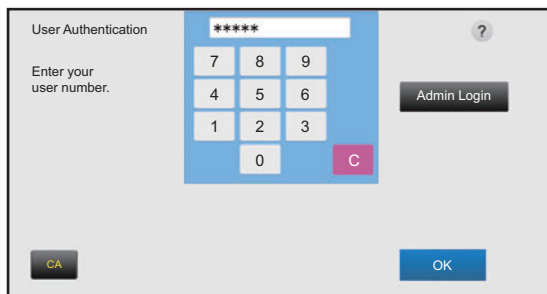 User Authentication
*****
?
Enter your
user number.
7 8 9
4 5 6
1 2 3
0 C
Admin Login
CA
OK